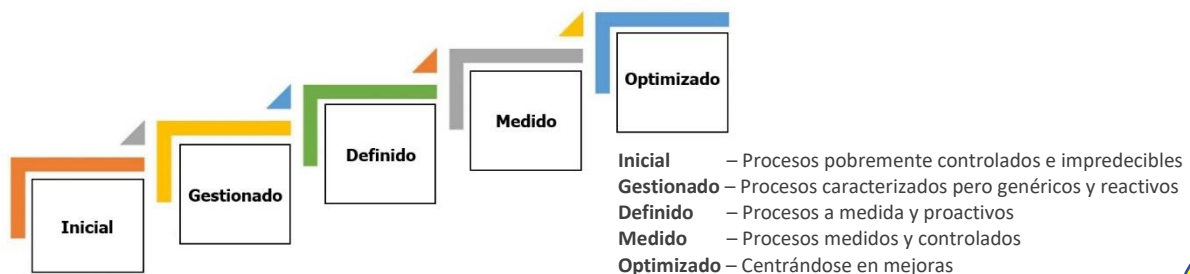 Inicial
Gestionado
Definido
Medido
Optimizado
Inicial – Procesos pobremente controlados e impredecibles
Gestionado – Procesos caracterizados pero genéricos y reactivos
Definido – Procesos a medida y proactivos
Medido – Procesos medidos y controlados
Optimizado – Centrándose en mejoras